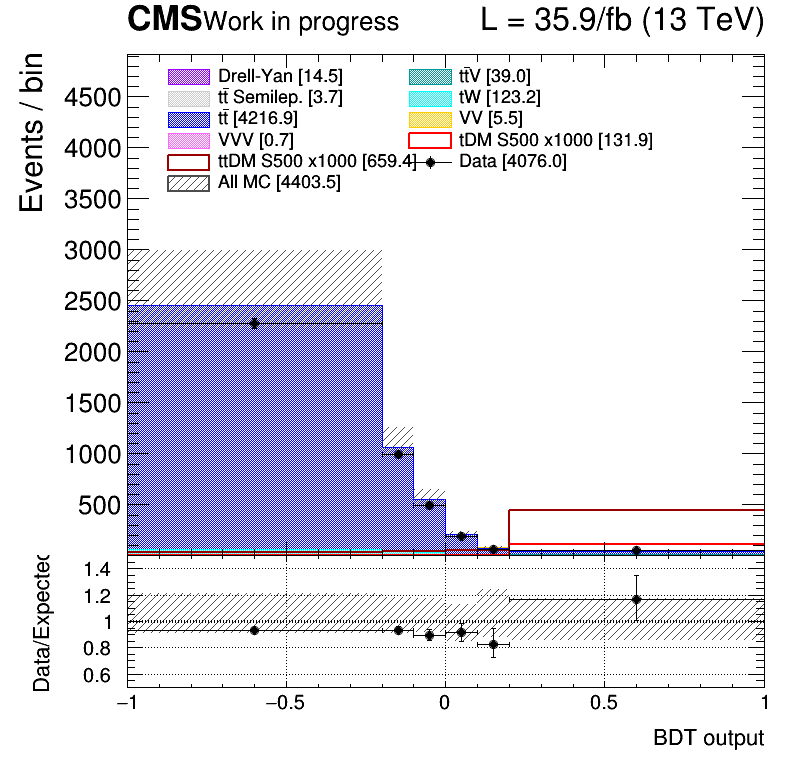 CMS Work in progress L = 35.9/fb (13 TeV)
Events / bin
Drell-Yan [14.5] tt̄V [39.0]
tt̄ Semilep. [3.7] tW [123.2]
tt̄ [4216.9] VV [5.5]
VVV [0.7] tDM S500 x1000 [131.9]
ttDM S500 x1000 [659.4] Data [4076.0]
All MC [4403.5]
4500
4000
3500
3000
2500
2000
1500
1000
500
Data/Expected
1.4
1.2
1
0.8
0.6
−1 −0.5 0 0.5 1
BDT output